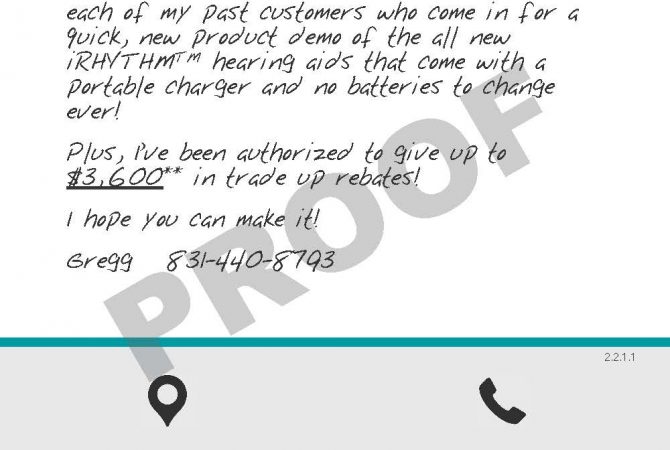 each of my past customers who come in for a
quick, new product demo of the all new
iRHYTHM™ hearing aids that come with a
portable charger and no batteries to change
ever!
Plus, I've been authorized to give up to
$3,600** in trade up rebates!
I hope you can make it!
Gregg 831-440-8793
PROOF
2.2.1.1